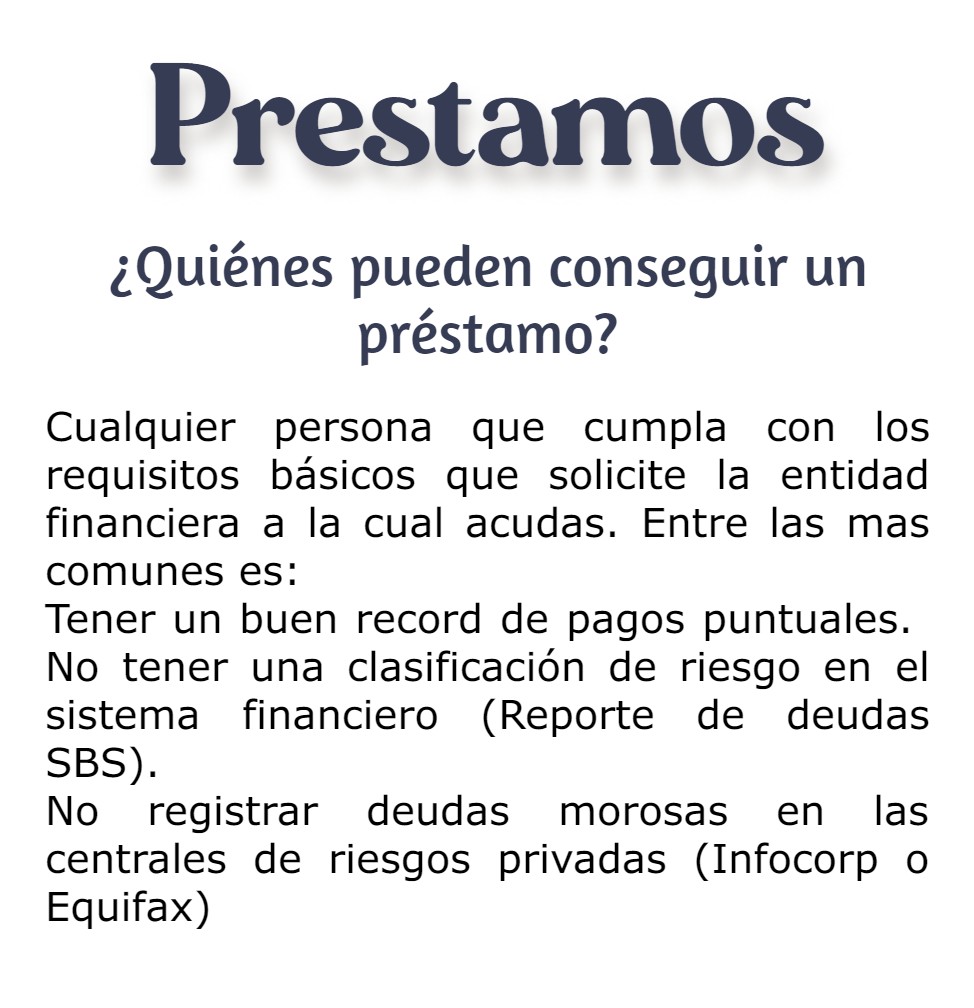 Prestamos
¿Quiénes pueden conseguir un
préstamo?
Cualquier persona que cumpla con los
requisitos básicos que solicite la entidad
financiera a la cual acudas. Entre las mas
comunes es:
Tener un buen record de pagos puntuales.
No tener una clasificación de riesgo en el
sistema financiero (Reporte de deudas
SBS).
No registrar deudas morosas en las
centrales de riesgos privadas (Infocorp o
Equifax)